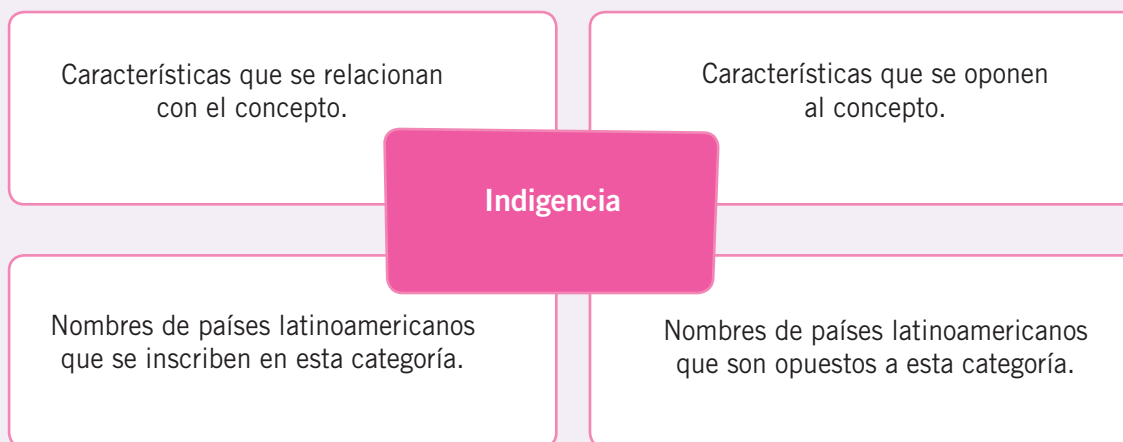 Características que se relacionan
con el concepto.
Características que se oponen
al concepto.
Indigencia
Nombres de países latinoamericanos
que se inscriben en esta categoría.
Nombres de países latinoamericanos
que son opuestos a esta categoría.